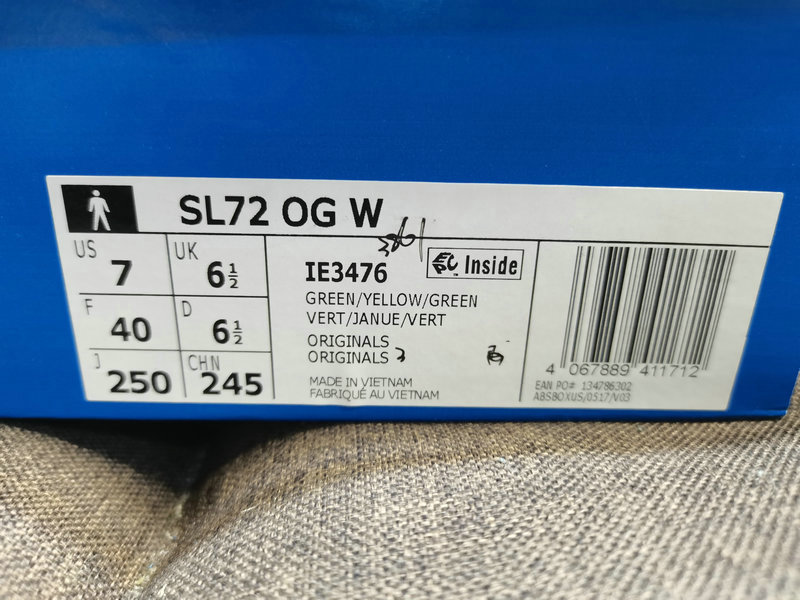 SL72 OG W
US 7
UK 6½
F 40
D 6½
J 250
CHN 245
IE3476
Inside
GREEN/YELLOW/GREEN
VERT/JANUE/VERT
ORIGINALS
ORIGINALS
MADE IN VIETNAM
FABRIQUÉ AU VIETNAM
4 067889 411712
EAN PO# 134786302
ABSBOXUS/0517/V03